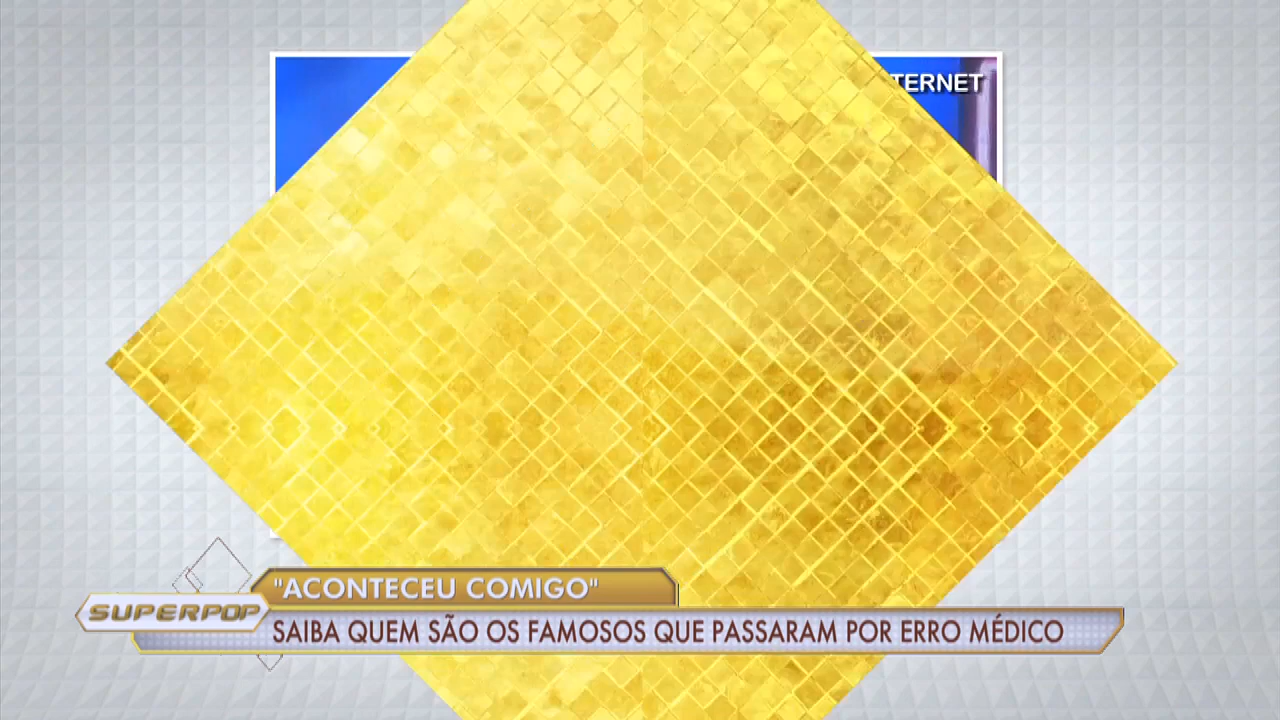 TERNET
"ACONTECEU COMIGO"
SUPERPOP
SAIBA QUEM SÃO OS FAMOSOS QUE PASSARAM POR ERRO MÉDICO